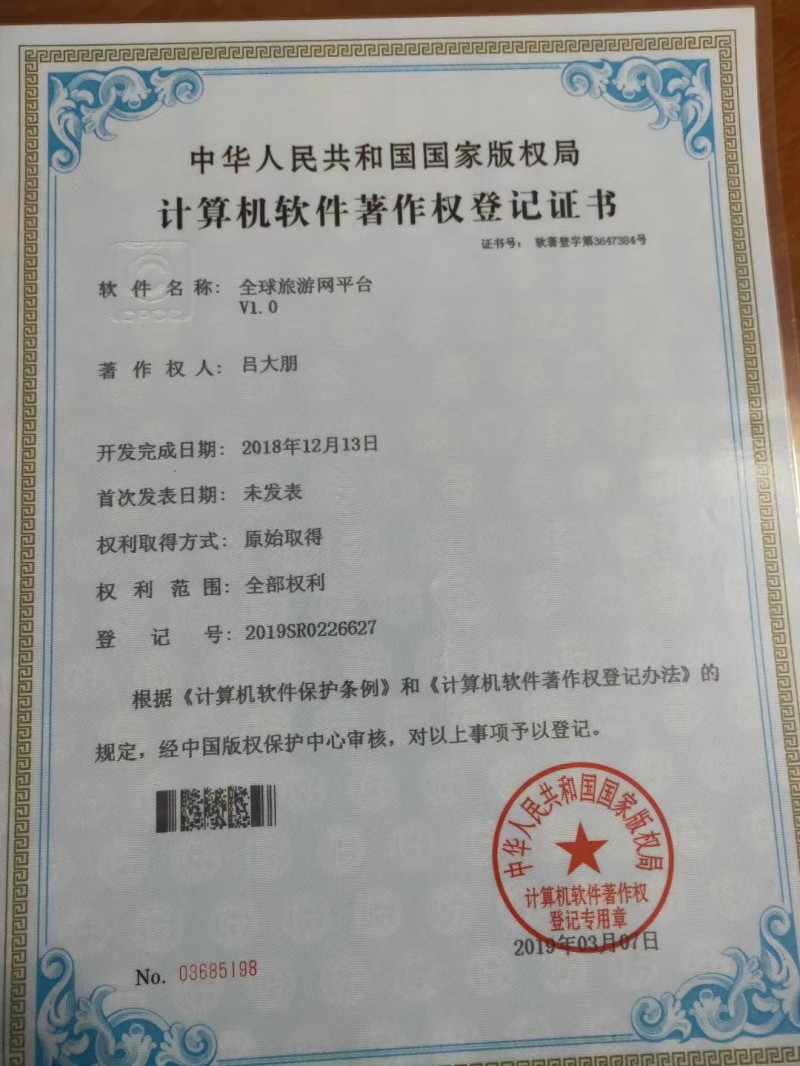 中华人民共和国国家版权局
计算机软件著作权登记证书
证书号： 软著登字第3647384号
软件名称： 全球旅游网平台
V1.0
著作权人： 吕大朋
开发完成日期： 2018年12月13日
首次发表日期： 未发表
权利取得方式： 原始取得
权利范围： 全部权利
登记号： 2019SR0226627
根据《计算机软件保护条例》和《计算机软件著作权登记办法》的
规定，经中国版权保护中心审核，对以上事项予以登记。
中华人民共和国国家版权局
计算机软件著作权
登记专用章
2019年03月07日
No. 03685198